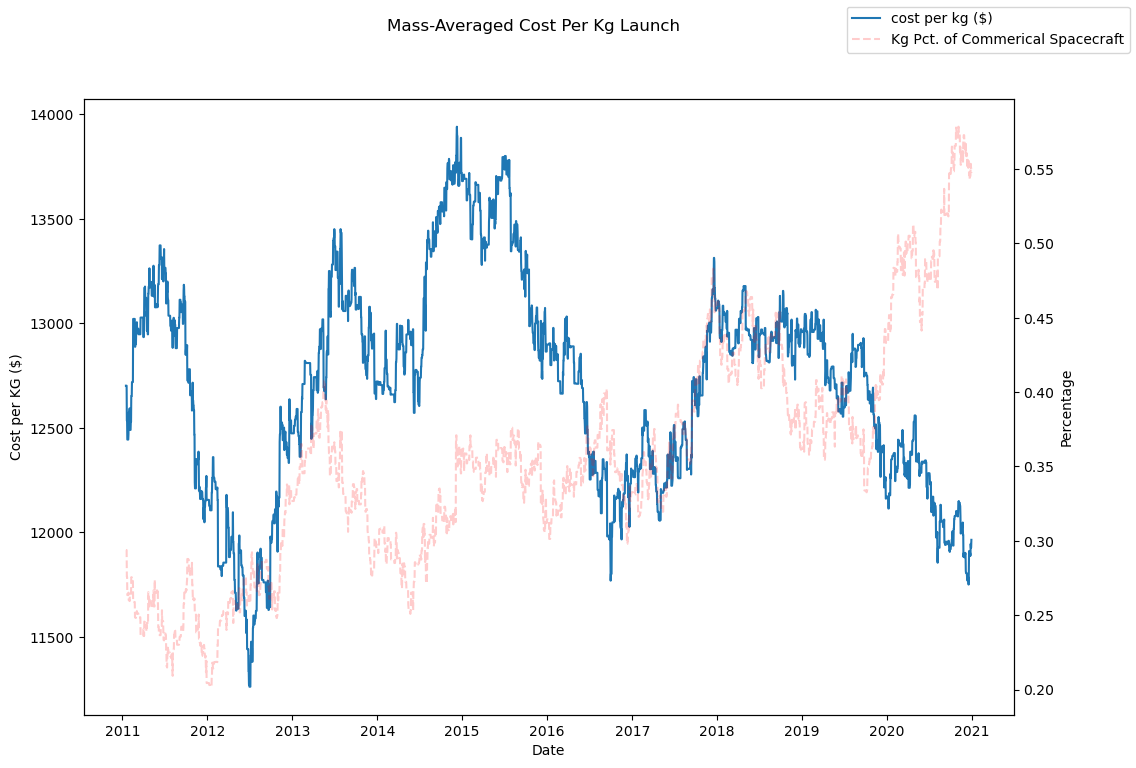 Mass-Averaged Cost Per Kg Launch
cost per kg ($)
Kg Pct. of Commerical Spacecraft
14000
13500
13000
12500
12000
11500
Cost per KG ($)
0.55
0.50
0.45
0.40
0.35
0.30
0.25
0.20
Percentage
2011 2012 2013 2014 2015 2016 2017 2018 2019 2020 2021
Date